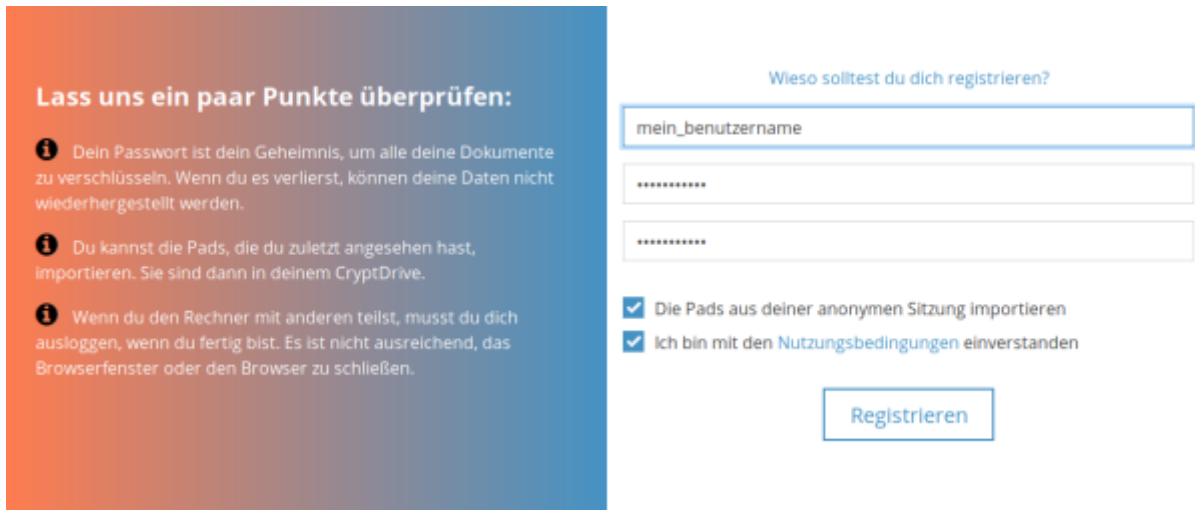 Lass uns ein paar Punkte überprüfen:
Dein Passwort ist dein Geheimnis, um alle deine Dokumente
zu verschlüsseln. Wenn du es verlierst, können deine Daten nicht
wiederhergestellt werden.
Du kannst die Pads, die du zuletzt angesehen hast,
importieren. Sie sind dann in deinem CryptDrive.
Wenn du den Rechner mit anderen teilst, musst du dich
ausloggen, wenn du fertig bist. Es ist nicht ausreichend, das
Browserfenster oder den Browser zu schließen.
Wieso solltest du dich registrieren?
mein_benutzername
•••••••••••
•••••••••••
Die Pads aus deiner anonymen Sitzung importieren
Ich bin mit den Nutzungsbedingungen einverstanden
Registrieren